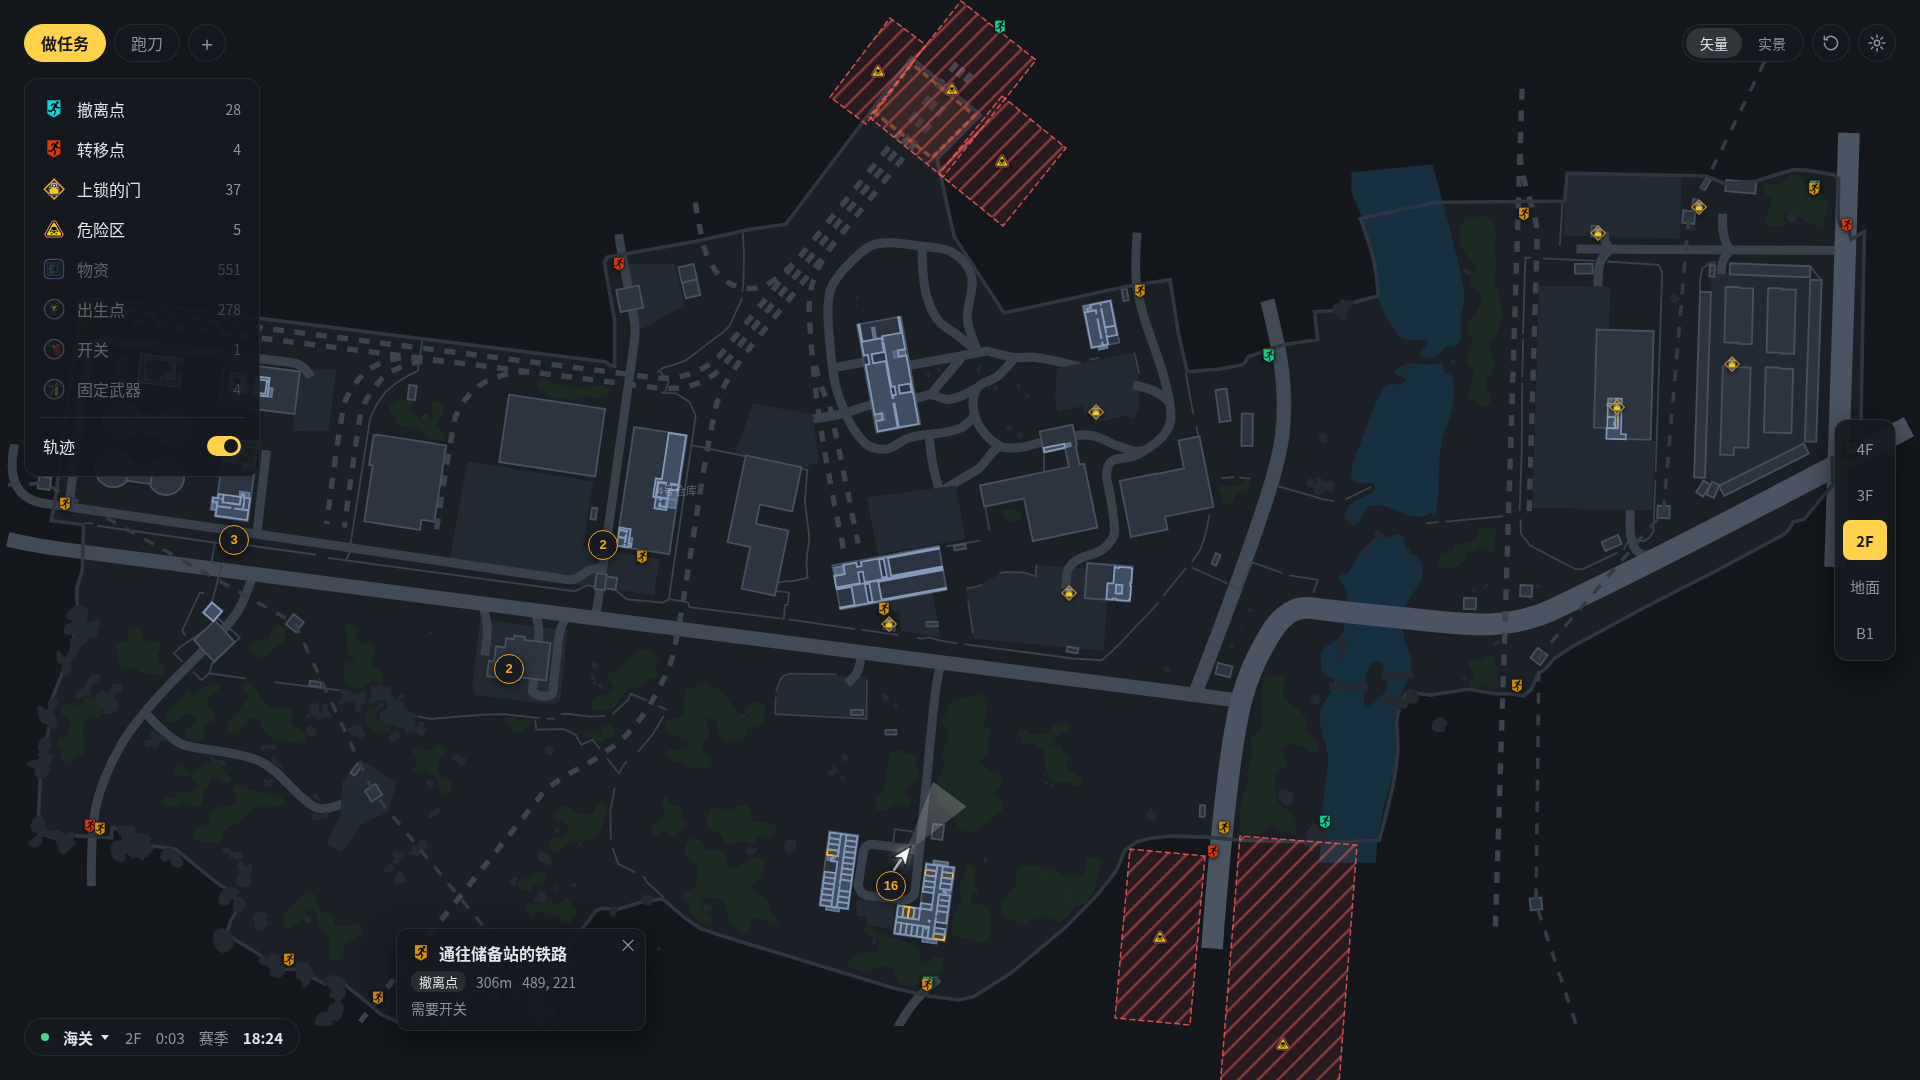 做任务
跑刀
+
撤离点 28
转移点 4
上锁的门 37
危险区 5
物资 551
出生点 278
开关 1
固定武器 4
轨迹
矢量
实景
4F
3F
2F
地面
B1
3
2
2
16
通往储备站的铁路
撤离点 306m 489, 221
需要开关
海关 2F 0:03 赛季 18:24